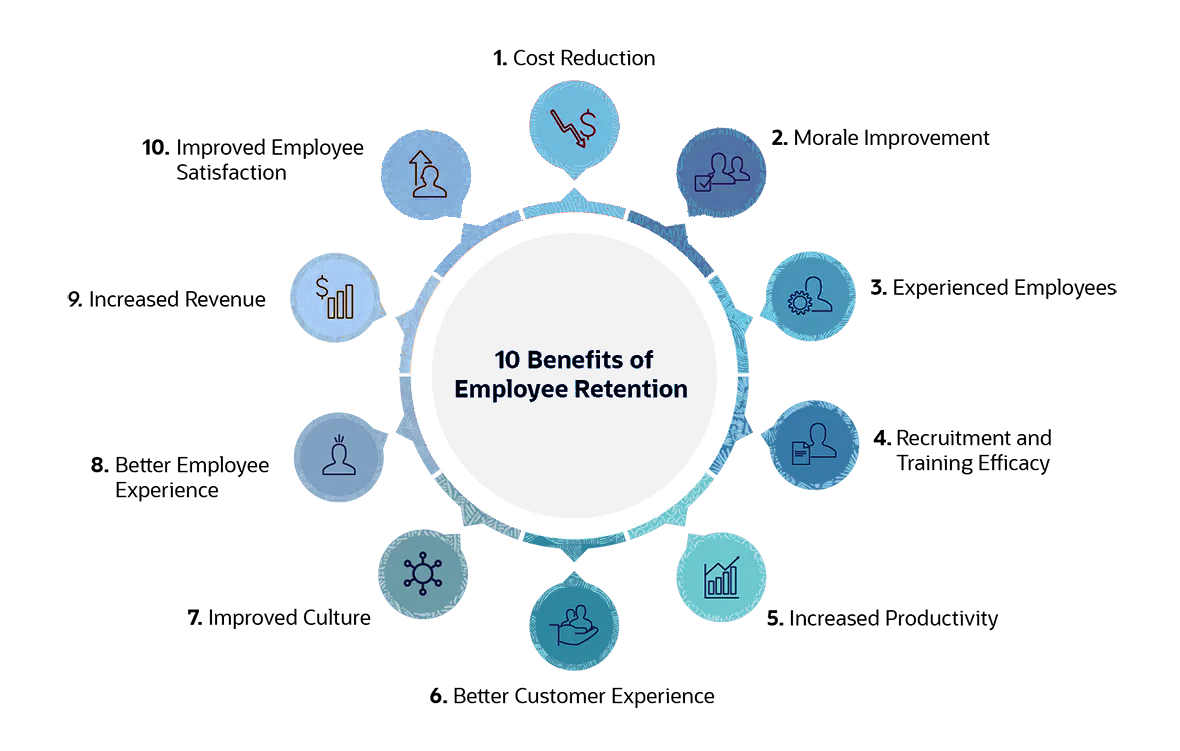 1. Cost Reduction
2. Morale Improvement
3. Experienced Employees
4. Recruitment and
Training Efficacy
5. Increased Productivity
6. Better Customer Experience
7. Improved Culture
8. Better Employee
Experience
9. Increased Revenue
10. Improved Employee
Satisfaction
10 Benefits of
Employee Retention
$
$